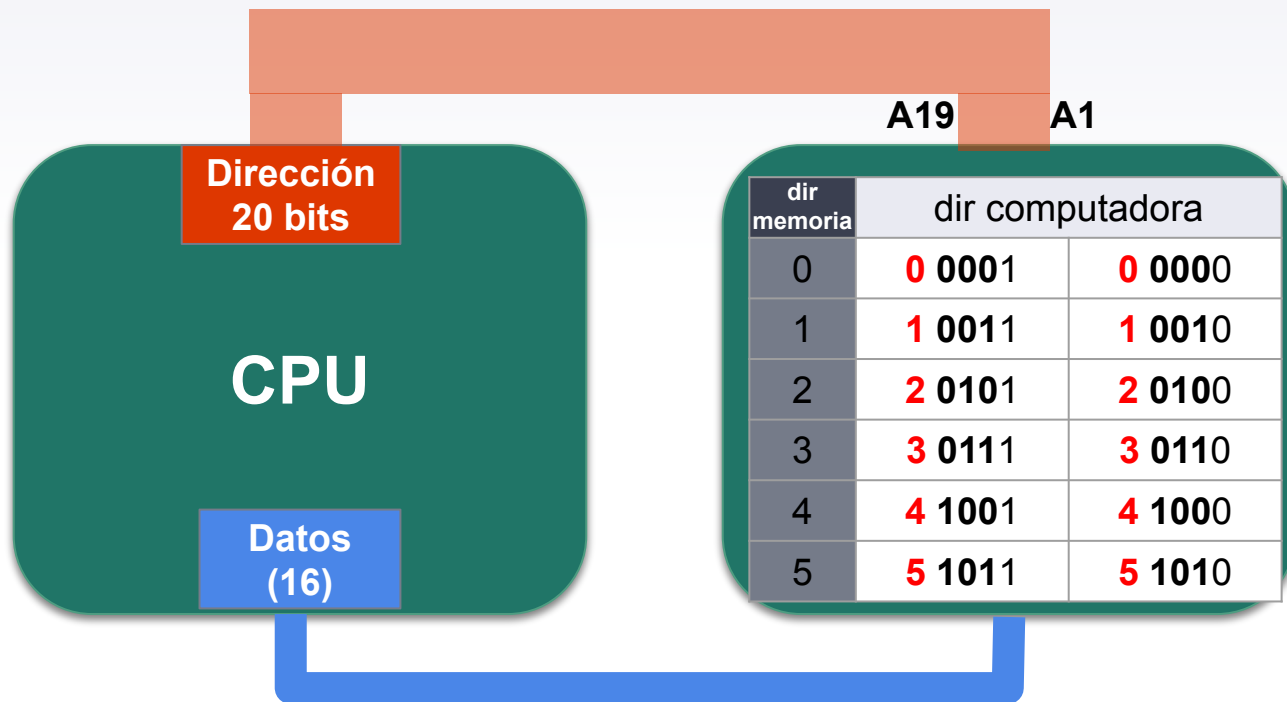 A19 A1
Dirección
20 bits
CPU
Datos
(16)
dir
memoria
dir computadora
0 0 0001 0 0000
1 1 0011 1 0010
2 2 0101 2 0100
3 3 0111 3 0110
4 4 1001 4 1000
5 5 1011 5 1010